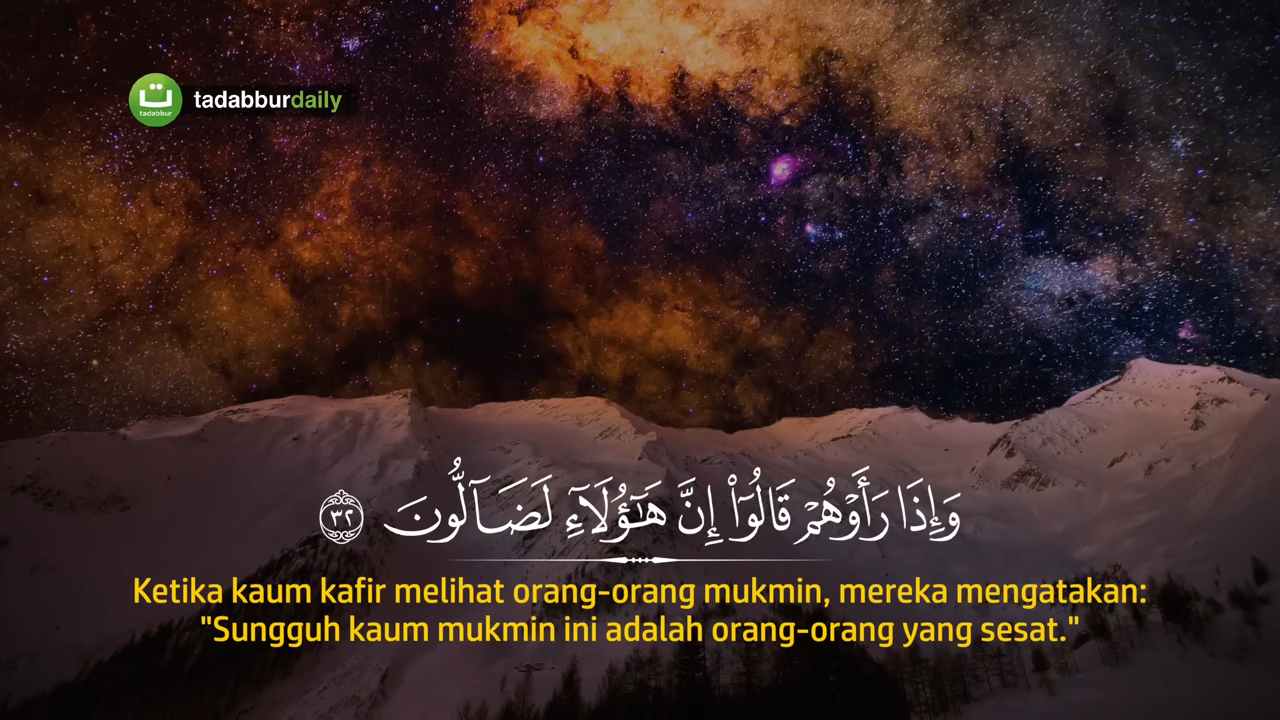 tadabbur
tadabburdaily
وَإِذَا رَأَوْهُمْ قَالُوٓا۟ إِنَّ هَٰٓؤُلَآءِ لَضَآلُّونَ ٣٢
Ketika kaum kafir melihat orang-orang mukmin, mereka mengatakan:
"Sungguh kaum mukmin ini adalah orang-orang yang sesat."